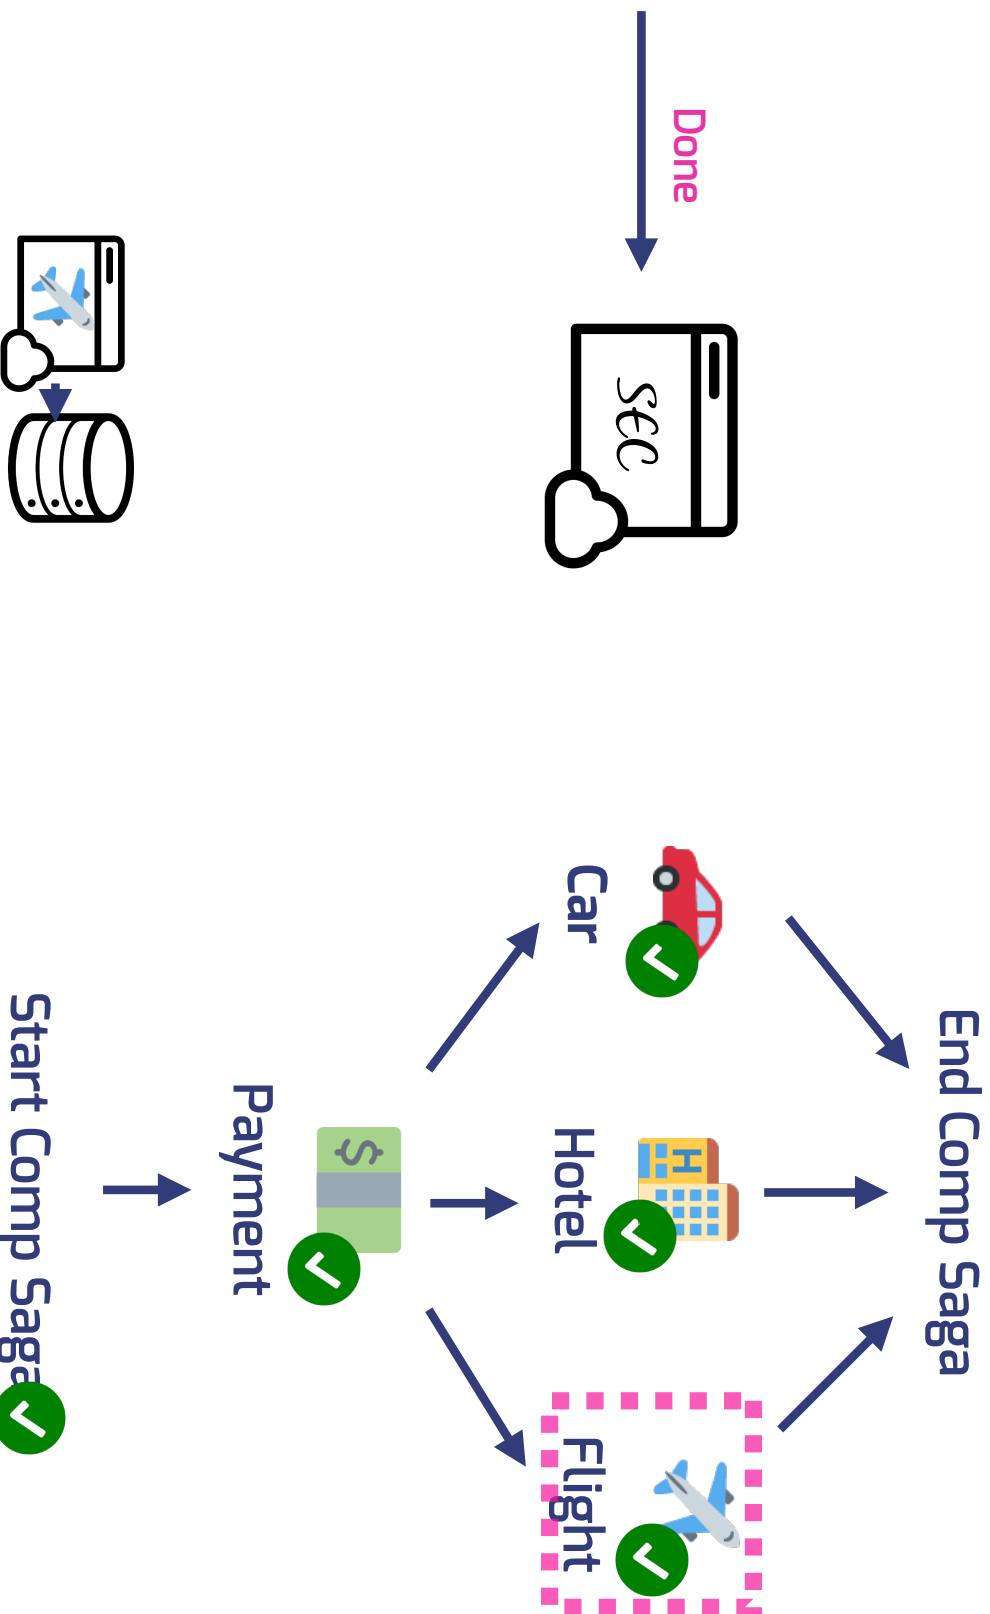 Done
SEC
End Comp Saga
Car
Hotel
Flight
Payment
Start Comp Saga
H
$